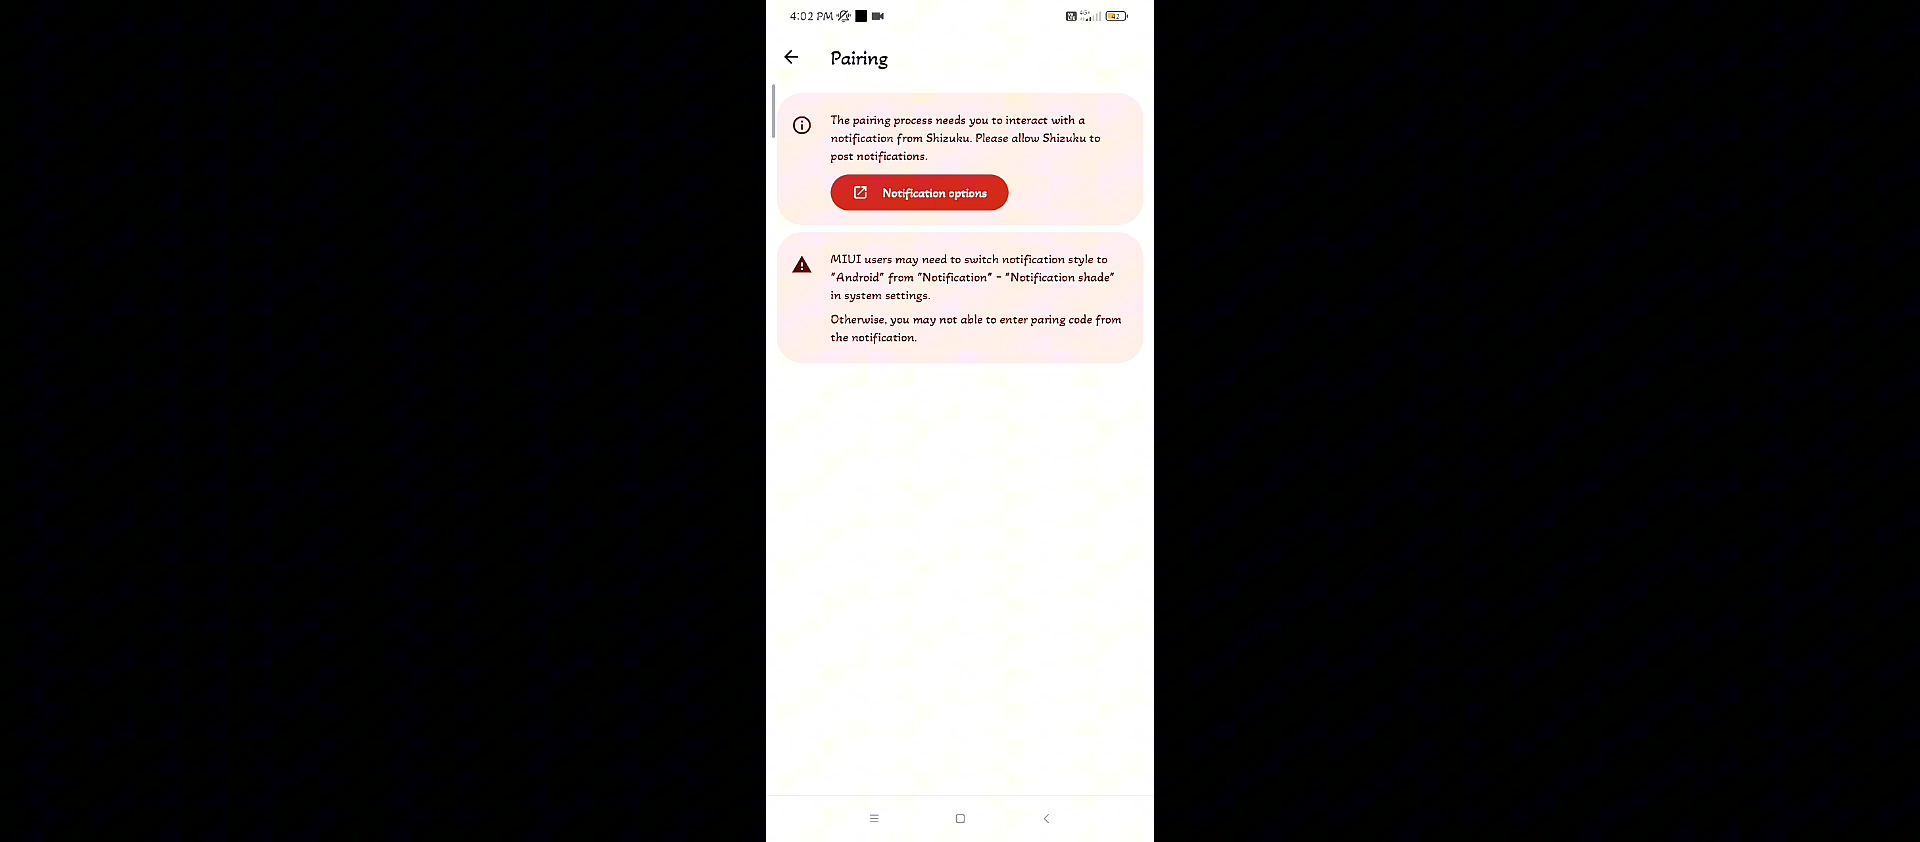 4:02 PM
4G+
42
Pairing
The pairing process needs you to interact with a
notification from Shizuku. Please allow Shizuku to
post notifications.
Notification options
MIUI users may need to switch notification style to
"Android" from "Notification" - "Notification shade"
in system settings.
Otherwise, you may not able to enter paring code from
the notification.